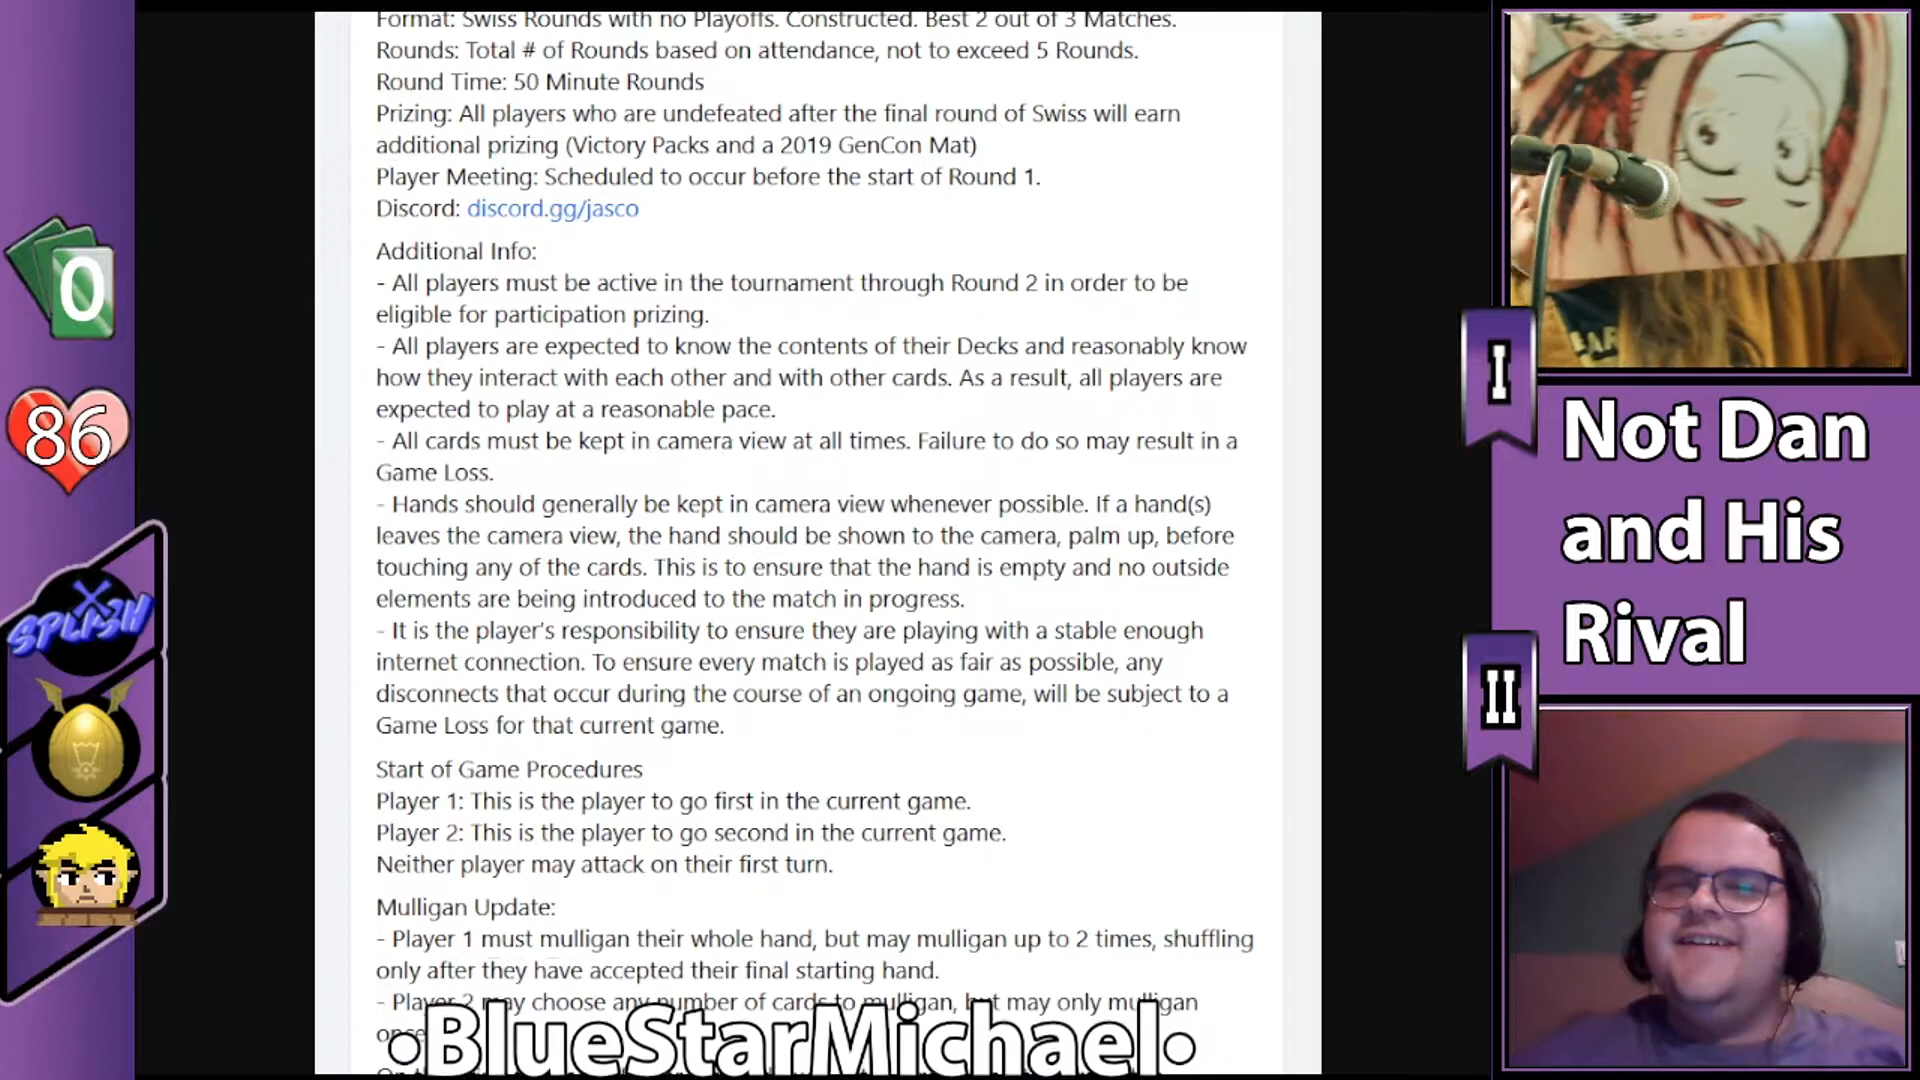 Format: Swiss Rounds with no Playoffs. Constructed. Best 2 out of 3 Matches.
Rounds: Total # of Rounds based on attendance, not to exceed 5 Rounds.
Round Time: 50 Minute Rounds
Prizing: All players who are undefeated after the final round of Swiss will earn
additional prizing (Victory Packs and a 2019 GenCon Mat)
Player Meeting: Scheduled to occur before the start of Round 1.
Discord: discord.gg/jasco
Additional Info:
- All players must be active in the tournament through Round 2 in order to be
eligible for participation prizing.
- All players are expected to know the contents of their Decks and reasonably know
how they interact with each other and with other cards. As a result, all players are
expected to play at a reasonable pace.
- All cards must be kept in camera view at all times. Failure to do so may result in a
Game Loss.
- Hands should generally be kept in camera view whenever possible. If a hand(s)
leaves the camera view, the hand should be shown to the camera, palm up, before
touching any of the cards. This is to ensure that the hand is empty and no outside
elements are being introduced to the match in progress.
- It is the player's responsibility to ensure they are playing with a stable enough
internet connection. To ensure every match is played as fair as possible, any
disconnects that occur during the course of an ongoing game, will be subject to a
Game Loss for that current game.
Start of Game Procedures
Player 1: This is the player to go first in the current game.
Player 2: This is the player to go second in the current game.
Neither player may attack on their first turn.
Mulligan Update:
- Player 1 must mulligan their whole hand, but may mulligan up to 2 times, shuffling
only after they have accepted their final starting hand.
- Player 2 may choose any number of cards to mulligan, but may only mulligan
•BlueStarMichael•
0
86
SPLASH
I
Not Dan
and His
Rival
II